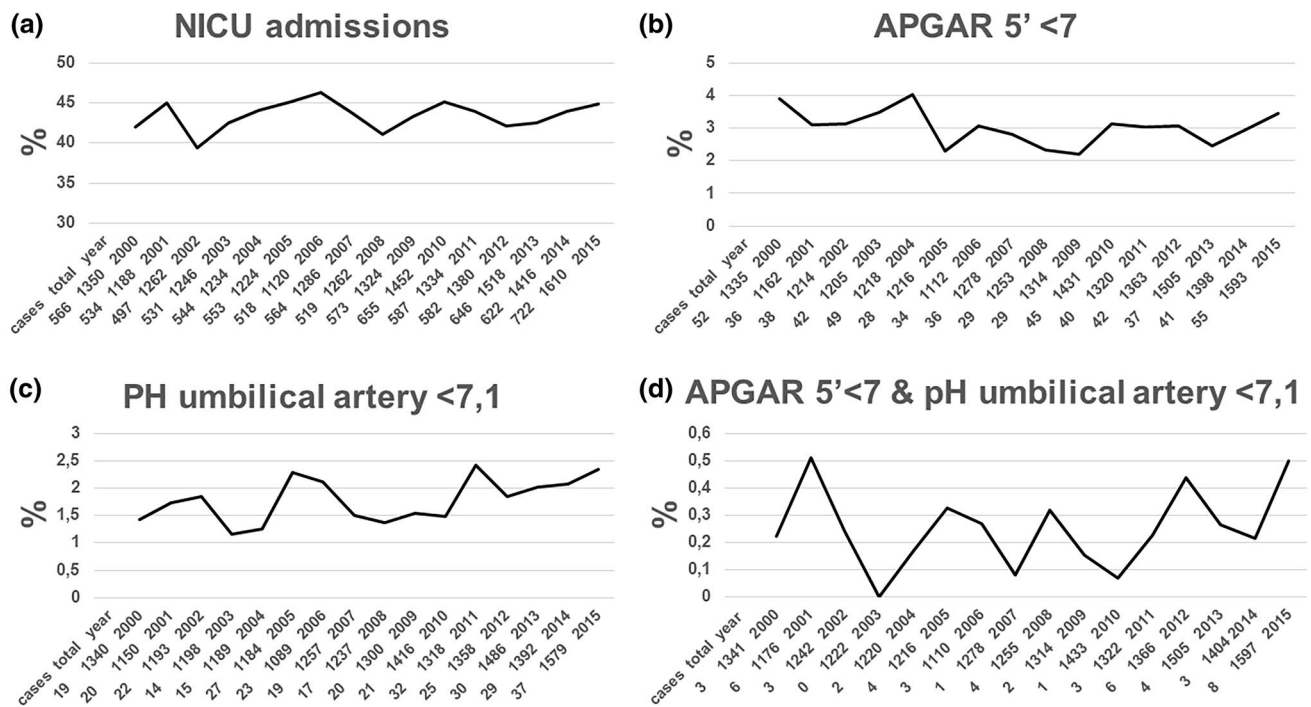 (a) NICU admissions
%
50
45
40
35
30
cases total year
566 1350 2000
534 1188 2001
497 1262 2002
531 1246 2003
544 1234 2004
553 1224 2005
518 1120 2006
564 1286 2007
519 1262 2008
573 1324 2009
655 1452 2010
587 1334 2011
582 1380 2012
646 1518 2013
622 1416 2014
722 1610 2015
(b) APGAR 5’ <7
%
5
4
3
2
1
0
cases total year
52 1335 2000
36 1162 2001
38 1214 2002
42 1205 2003
49 1218 2004
28 1216 2005
34 1112 2006
36 1278 2007
29 1253 2008
29 1314 2009
45 1431 2010
40 1320 2011
42 1363 2012
37 1505 2013
41 1398 2014
55 1593 2015
(c) PH umbilical artery <7,1
%
3
2,5
2
1,5
1
0,5
0
cases total year
19 1340 2000
20 1150 2001
22 1193 2002
14 1198 2003
15 1189 2004
27 1184 2005
23 1089 2006
19 1257 2007
17 1237 2008
20 1300 2009
21 1416 2010
32 1318 2011
25 1358 2012
30 1486 2013
29 1392 2014
37 1579 2015
(d) APGAR 5’<7 & pH umbilical artery <7,1
%
0,6
0,5
0,4
0,3
0,2
0,1
0
cases total year
3 1341 2000
6 1176 2001
3 1242 2002
0 1222 2003
2 1220 2004
4 1216 2005
3 1110 2006
1 1278 2007
4 1255 2008
2 1314 2009
1 1433 2010
3 1322 2011
6 1366 2012
4 1505 2013
3 1404 2014
8 1597 2015